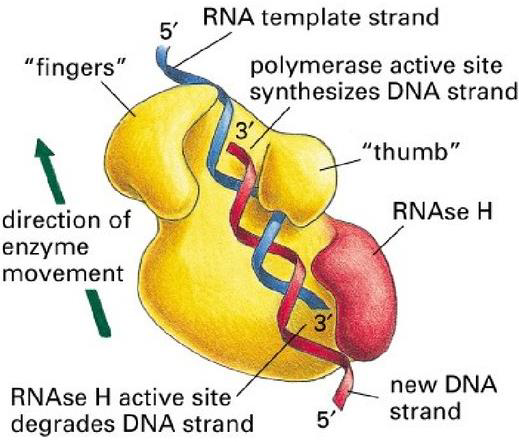 5′
RNA template strand
"fingers"
polymerase active site
synthesizes DNA strand
3′
"thumb"
RNAse H
direction of
enzyme
movement
3′
RNAse H active site
degrades DNA strand
new DNA
strand
5′